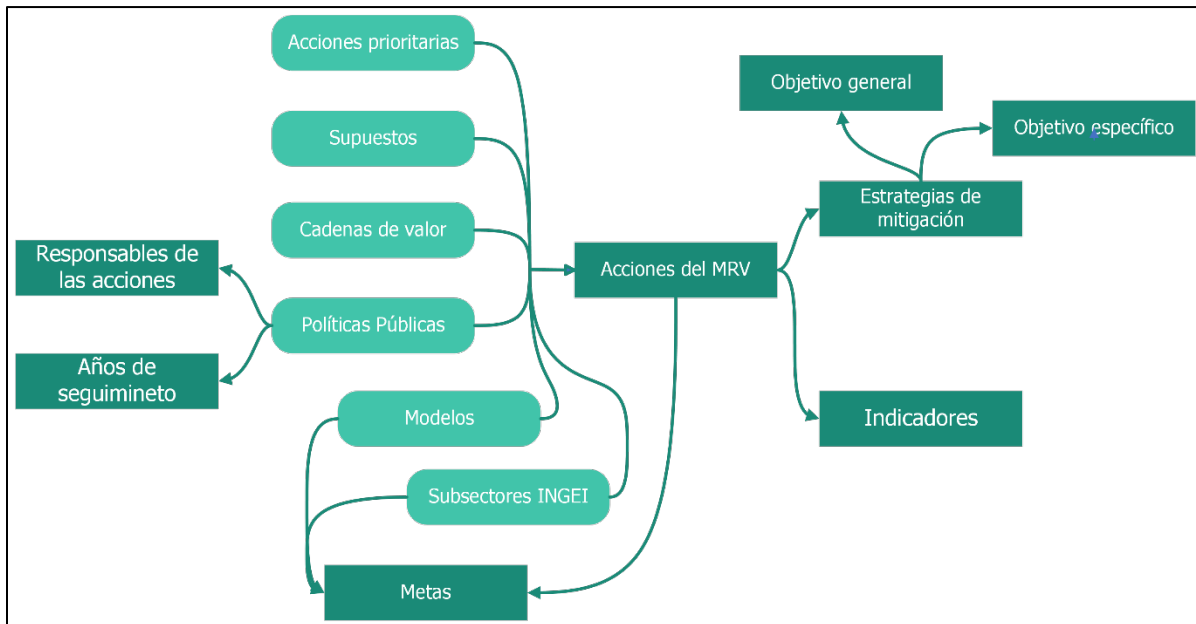 Acciones prioritarias
Supuestos
Cadenas de valor
Políticas Públicas
Responsables de
las acciones
Años de
seguimineto
Modelos
Subsectores INGEI
Metas
Acciones del MRV
Objetivo general
Objetivo específico
Estrategias de
mitigación
Indicadores